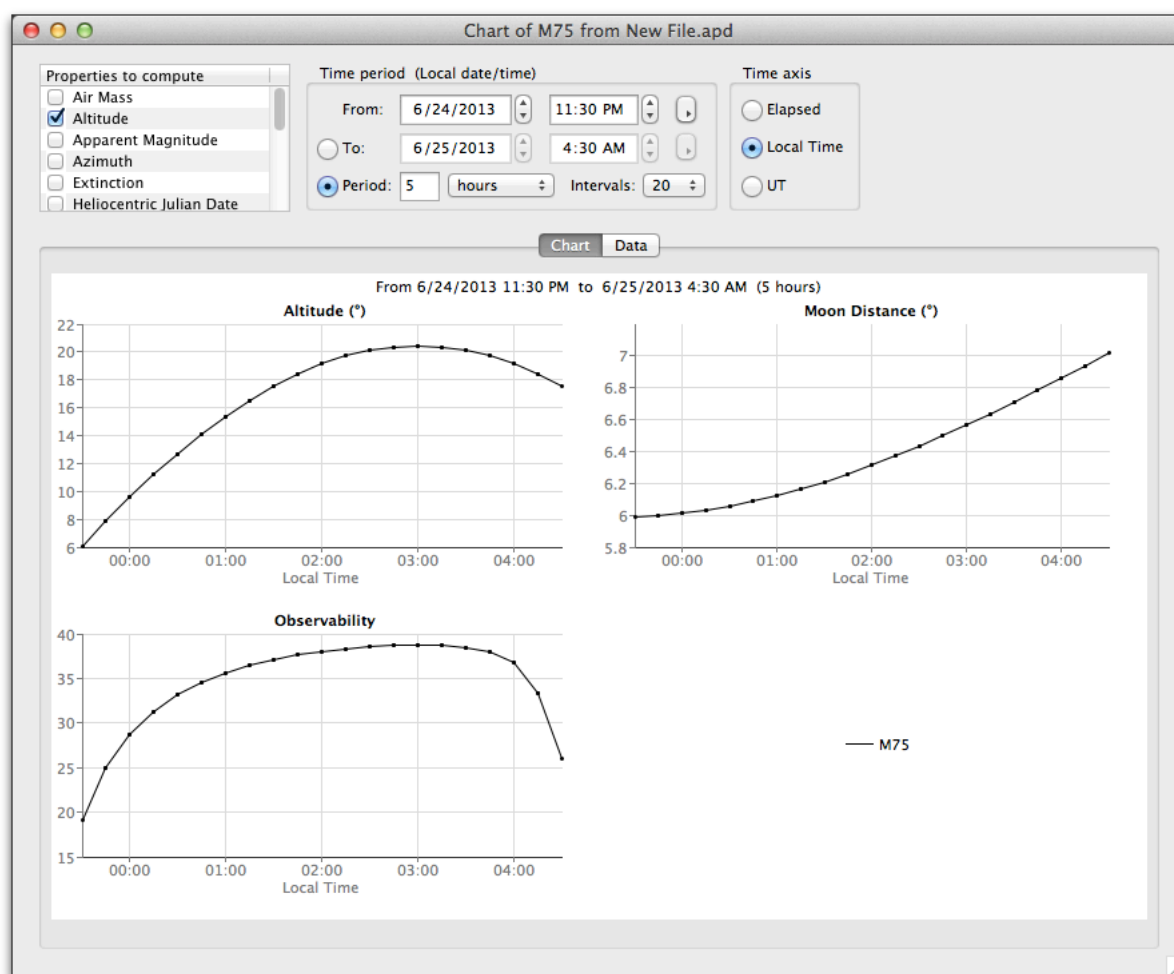 Chart of M75 from New File.apd
Properties to compute
Air Mass
Altitude
Apparent Magnitude
Azimuth
Extinction
Heliocentric Julian Date
Time period (Local date/time)
From: 6/24/2013 11:30 PM
To: 6/25/2013 4:30 AM
Period: 5 hours Intervals: 20
Time axis
Elapsed
Local Time
UT
Chart Data
From 6/24/2013 11:30 PM to 6/25/2013 4:30 AM (5 hours)
Altitude (°)
22
20
18
16
14
12
10
8
6
00:00 01:00 02:00 03:00 04:00
Local Time
Moon Distance (°)
7
6.8
6.6
6.4
6.2
6
5.8
00:00 01:00 02:00 03:00 04:00
Local Time
Observability
40
35
30
25
20
15
00:00 01:00 02:00 03:00 04:00
Local Time
M75